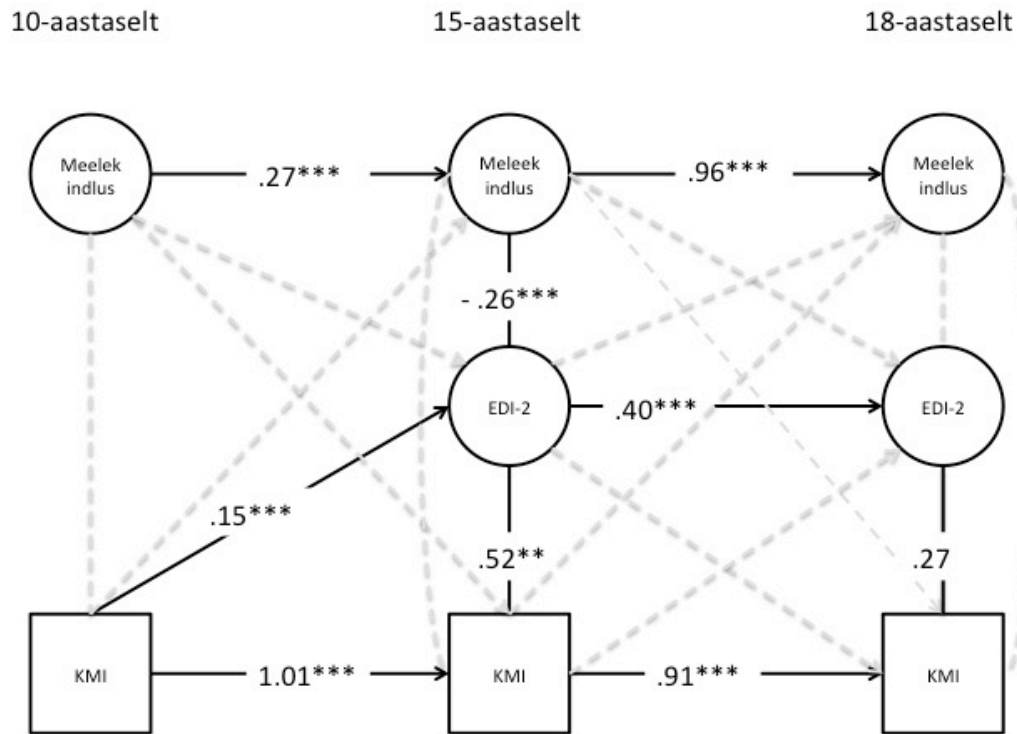 10-aastaselt 15-aastaselt 18-aastaselt
Meelek
indlus
.27***
Meleek
indlus
.96***
Meelek
indlus
- .26***
EDI-2
.40***
EDI-2
.15***
.52**
.27
KMI
1.01***
KMI
.91***
KMI